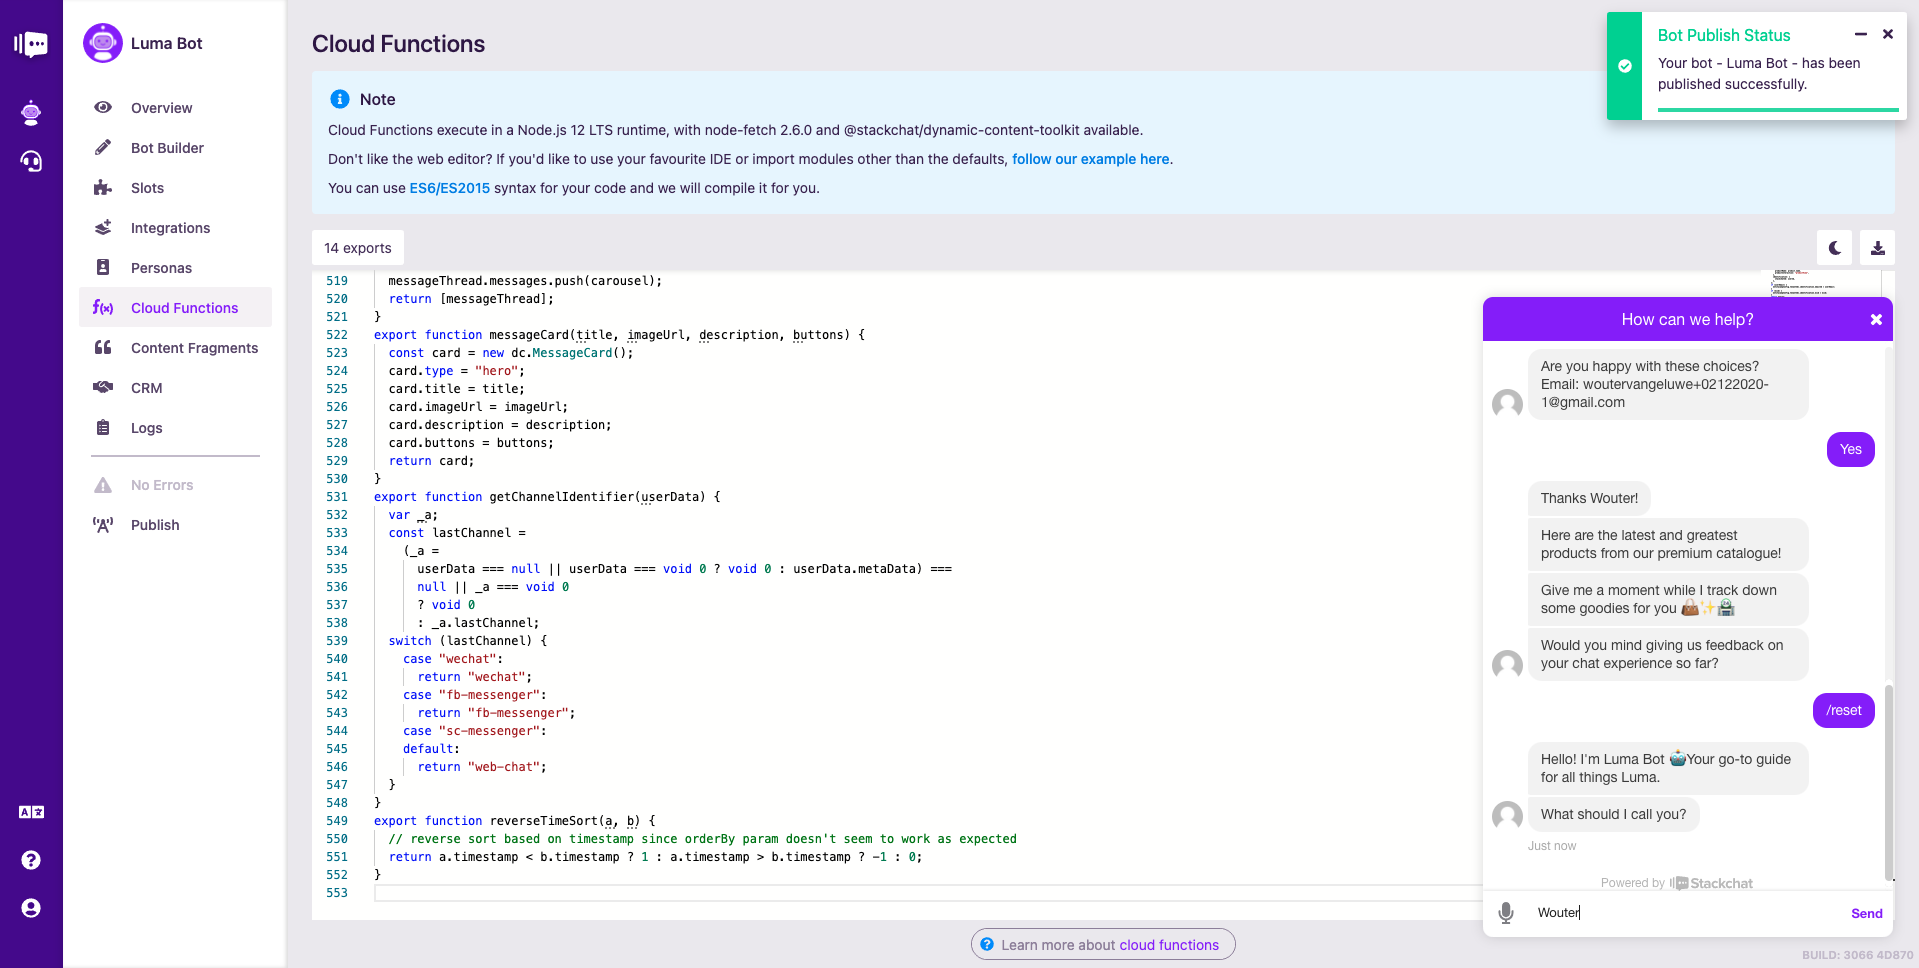 Luma Bot
Overview
Bot Builder
Slots
Integrations
Personas
f(x) Cloud Functions
Content Fragments
CRM
Logs
No Errors
Publish
Cloud Functions
Note
Cloud Functions execute in a Node.js 12 LTS runtime, with node-fetch 2.6.0 and @stackchat/dynamic-content-toolkit available.
Don't like the web editor? If you'd like to use your favourite IDE or import modules other than the defaults, follow our example here.
You can use ES6/ES2015 syntax for your code and we will compile it for you.
Bot Publish Status
Your bot - Luma Bot - has been
published successfully.
14 exports
519 messageThread.messages.push(carousel);
520 return [messageThread];
521 }
522 export function messageCard(title, imageUrl, description, buttons) {
523 const card = new dc.MessageCard();
524 card.type = "hero";
525 card.title = title;
526 card.imageUrl = imageUrl;
527 card.description = description;
528 card.buttons = buttons;
529 return card;
530 }
531 export function getChannelIdentifier(userData) {
532 var _a;
533 const lastChannel =
534 (_a =
535 userData === null || userData === void 0 ? void 0 : userData.metaData) ===
536 null || _a === void 0
537 ? void 0
538 : _a.lastChannel;
539 switch (lastChannel) {
540 case "wechat":
541 return "wechat";
542 case "fb-messenger":
543 return "fb-messenger";
544 case "sc-messenger":
545 default:
546 return "web-chat";
547 }
548 }
549 export function reverseTimeSort(a, b) {
550 // reverse sort based on timestamp since orderBy param doesn't seem to work as expected
551 return a.timestamp < b.timestamp ? 1 : a.timestamp > b.timestamp ? -1 : 0;
552 }
553
Learn more about cloud functions
How can we help?
Are you happy with these choices?
Email: woutervangeluwe+02122020-
1@gmail.com
Yes
Thanks Wouter!
Here are the latest and greatest
products from our premium catalogue!
Give me a moment while I track down
some goodies for you 👜✨🏪
Would you mind giving us feedback on
your chat experience so far?
/reset
Hello! I'm Luma Bot 🤖Your go-to guide
for all things Luma.
What should I call you?
Just now
Powered by Stackchat
Wouter
Send
BUILD: 3066 4D870